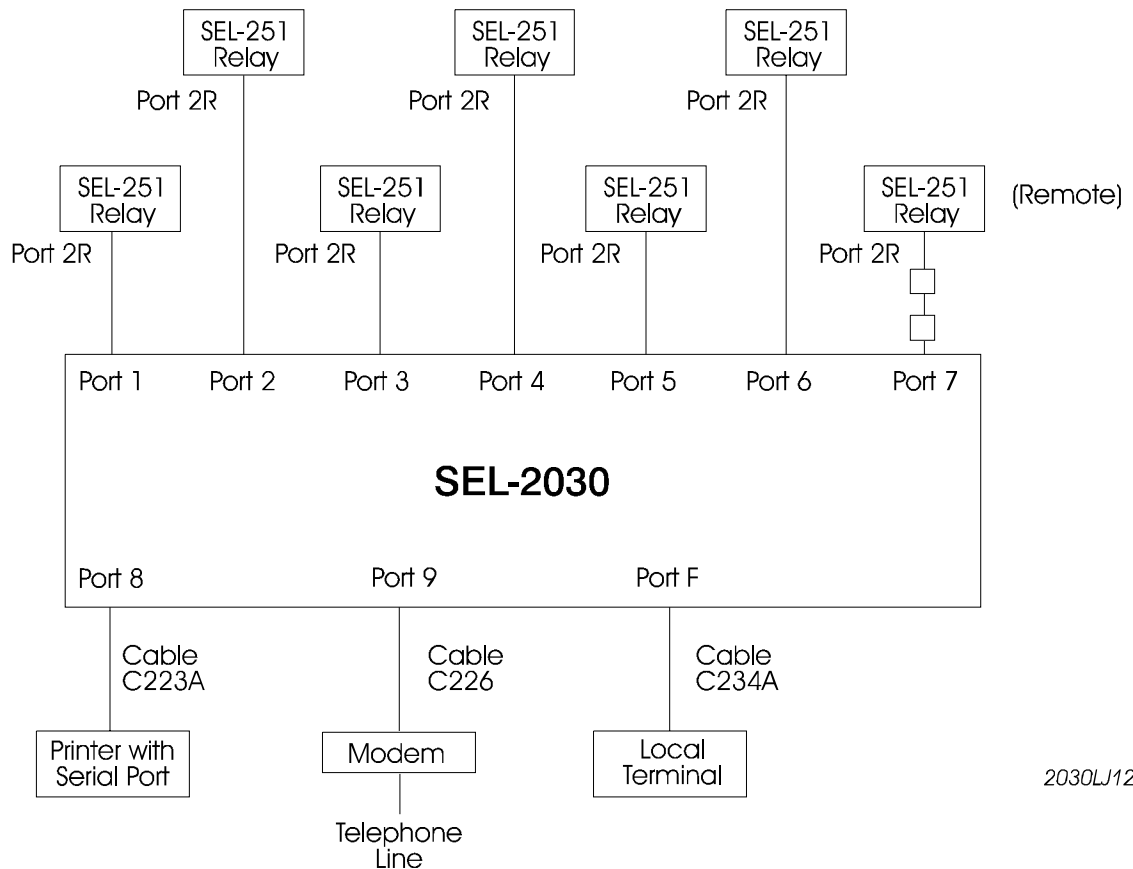 SEL-251
Relay
SEL-251
Relay
SEL-251
Relay
Port 2R
Port 2R
Port 2R
SEL-251
Relay
SEL-251
Relay
SEL-251
Relay
SEL-251
Relay
(Remote)
Port 2R
Port 2R
Port 2R
Port 2R
Port 1
Port 2
Port 3
Port 4
Port 5
Port 6
Port 7
SEL-2030
Port 8
Port 9
Port F
Cable
C223A
Cable
C226
Cable
C234A
Printer with
Serial Port
Modem
Local
Terminal
2030LJ12
Telephone
Line